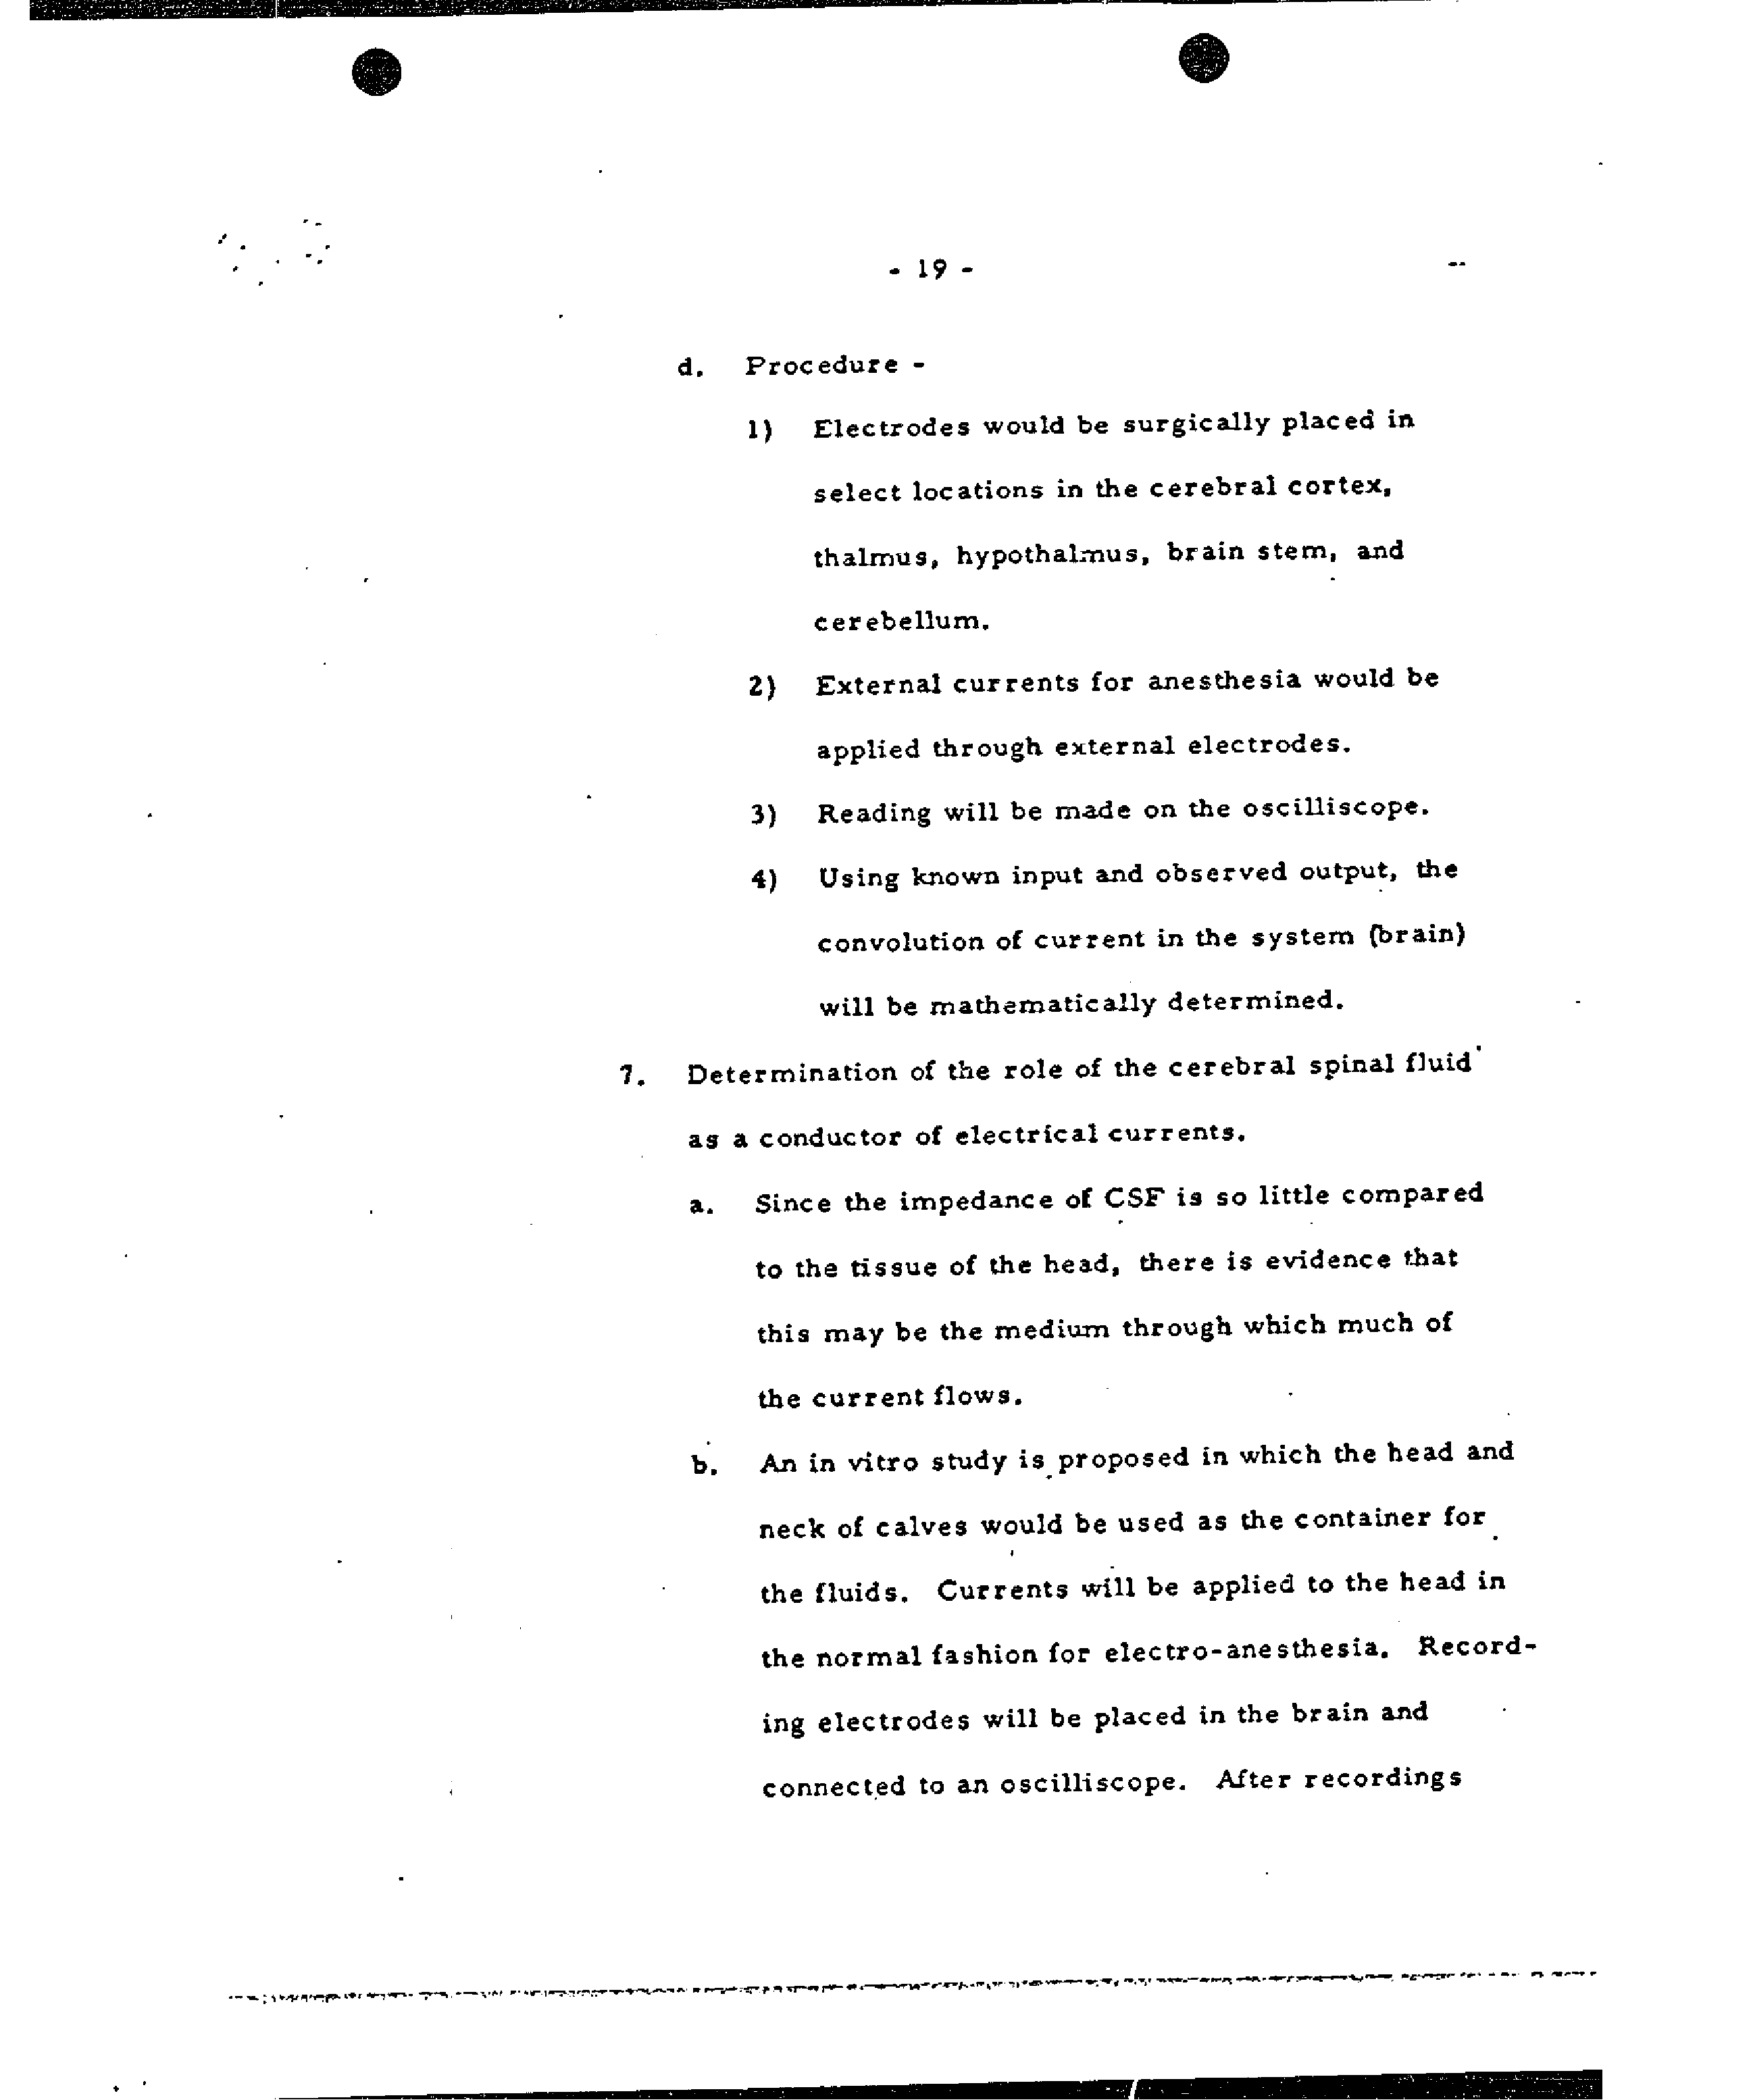 - 19 -
d. Procedure -
1) Electrodes would be surgically placed in
select locations in the cerebral cortex,
thalmus, hypothalmus, brain stem, and
cerebellum.
2) External currents for anesthesia would be
applied through external electrodes.
3) Reading will be made on the oscilliscope.
4) Using known input and observed output, the
convolution of current in the system (brain)
will be mathematically determined.
7. Determination of the role of the cerebral spinal fluid
as a conductor of electrical currents.
a. Since the impedance of CSF is so little compared
to the tissue of the head, there is evidence that
this may be the medium through which much of
the current flows.
b. An in vitro study is proposed in which the head and
neck of calves would be used as the container for
the fluids. Currents will be applied to the head in
the normal fashion for electro-anesthesia. Record-
ing electrodes will be placed in the brain and
connected to an oscilliscope. After recordings